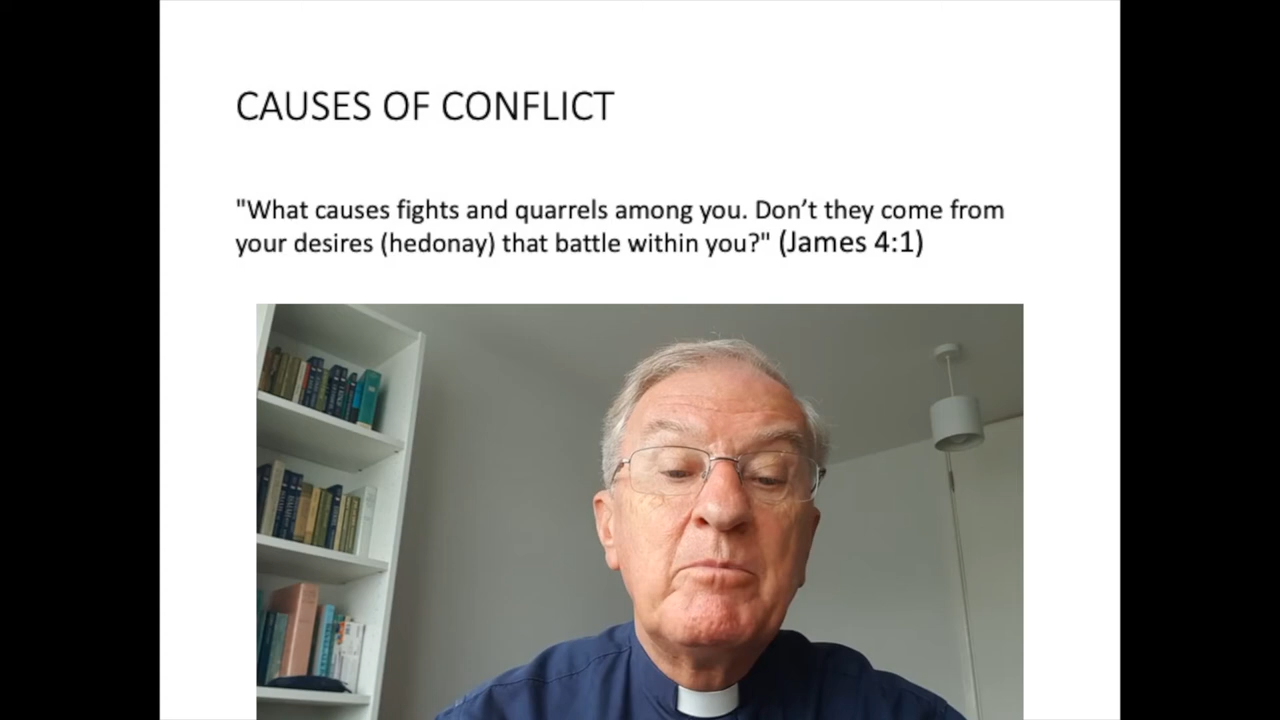 CAUSES OF CONFLICT
"What causes fights and quarrels among you. Don’t they come from
your desires (hedonay) that battle within you?" (James 4:1)